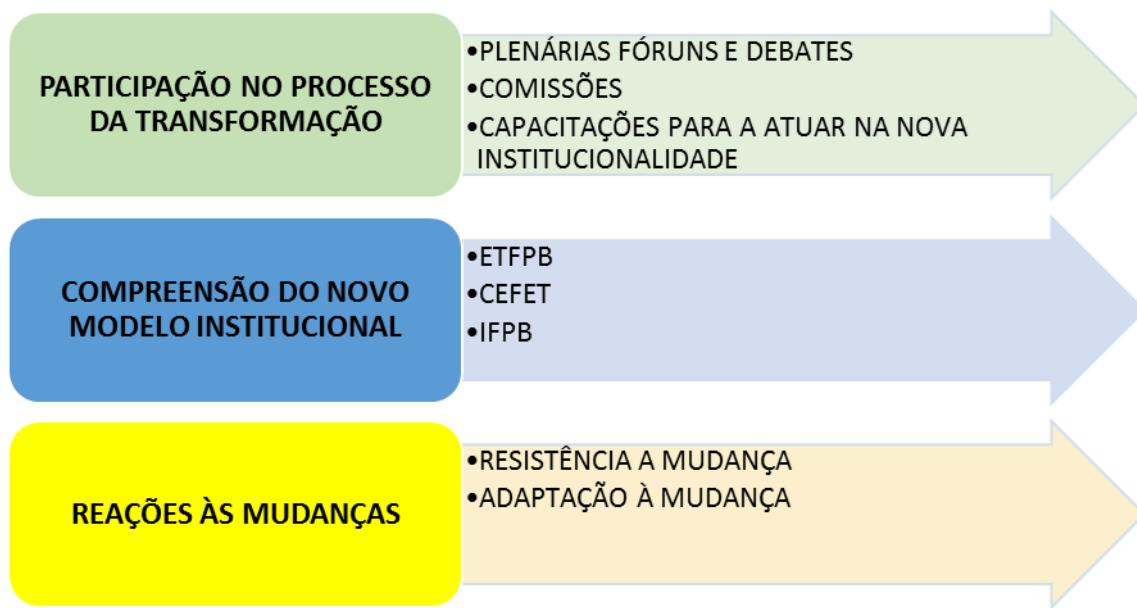 PARTICIPAÇÃO NO PROCESSO
DA TRANSFORMAÇÃO
•PLENÁRIAS FÓRUNS E DEBATES
•COMISSÕES
•CAPACITAÇÕES PARA A ATUAR NA NOVA
INSTITUCIONALIDADE
COMPREENSÃO DO NOVO
MODELO INSTITUCIONAL
•ETFPB
•CEFET
•IFPB
REAÇÕES ÀS MUDANÇAS
•RESISTÊNCIA A MUDANÇA
•ADAPTAÇÃO À MUDANÇA